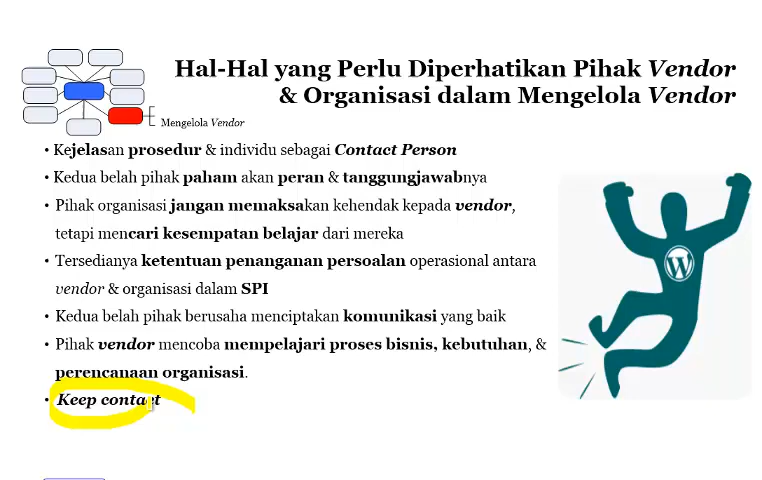 Hal-Hal yang Perlu Diperhatikan Pihak Vendor
& Organisasi dalam Mengelola Vendor
Mengelola Vendor
• Kejelasan prosedur & individu sebagai Contact Person
• Kedua belah pihak paham akan peran & tanggungjawabnya
• Pihak organisasi jangan memaksakan kehendak kepada vendor,
tetapi mencari kesempatan belajar dari mereka
• Tersedianya ketentuan penanganan persoalan operasional antara
vendor & organisasi dalam SPI
• Kedua belah pihak berusaha menciptakan komunikasi yang baik
• Pihak vendor mencoba mempelajari proses bisnis, kebutuhan, &
perencanaan organisasi.
• Keep contact
W